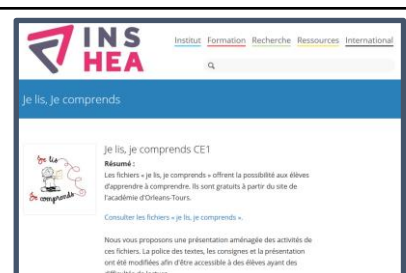 INS
HEA
Institut Formation Recherche Ressources International
Je lis, Je comprends
Je lis, je comprends CE1
Résumé :
Les fichiers « je lis, je comprends » offrent la possibilité aux élèves
d'apprendre à comprendre. Ils sont gratuits à partir du site de
l'académie d'Orleans-Tours.
Je lis
Je comprends
Consulter les fichiers « je lis, je comprends ».
Nous vous proposons une présentation aménagée des activités de
ces fichiers. La police des textes, les consignes et la présentation
ont été modifiées afin d'être accessible à des élèves ayant des
difficultés de lecture